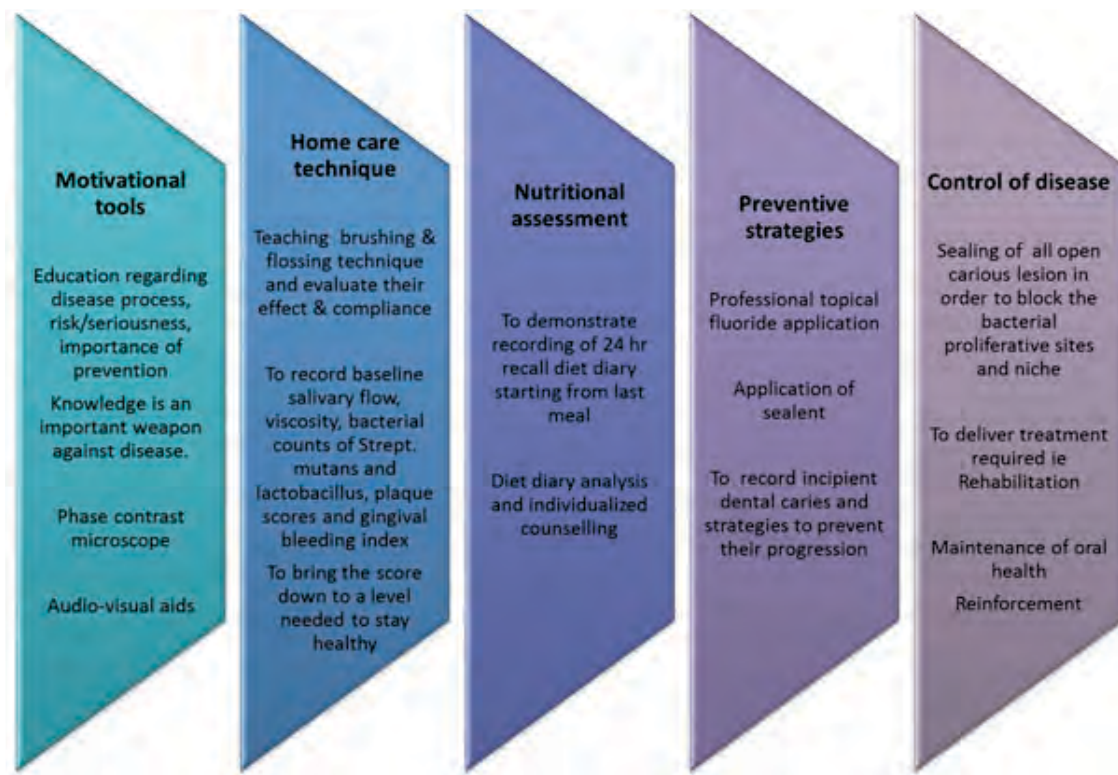 Motivational
tools
Education regarding
disease process,
risk/seriousness,
importance of
prevention
Knowledge is an
important weapon
against disease.
Phase contrast
microscope
Audio-visual aids
Home care
technique
Teaching brushing &
flossing technique
and evaluate their
effect & compliance
To record baseline
salivary flow,
viscosity, bacterial
counts of Strept.
mutans and
lactobacillus, plaque
scores and gingival
bleeding index
To bring the score
down to a level
needed to stay
healthy
Nutritional
assessment
To demonstrate
recording of 24 hr
recall diet diary
starting from last
meal
Diet diary analysis
and individualized
counselling
Preventive
strategies
Professional topical
fluoride application
Application of
sealent
To record incipient
dental caries and
strategies to prevent
their progression
Control of disease
Sealing of all open
carious lesion in
order to block the
bacterial
proliferative sites
and niche
To deliver treatment
required ie
Rehabilitation
Maintenance of oral
health
Reinforcement